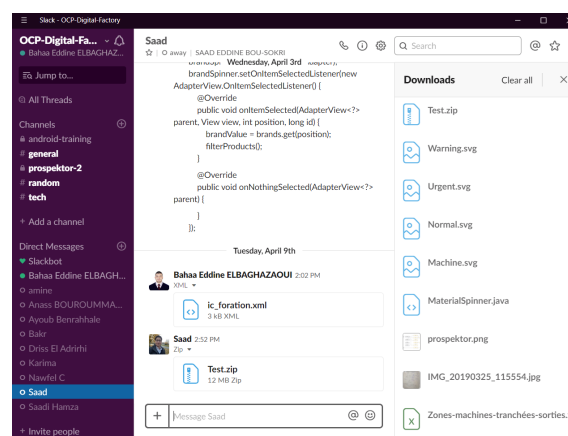 Slack - OCP-Digital-Factory
OCP-Digital-Fa...
Bahaa Eddine ELBAGHAZ...
Jump to...
All Threads
Channels
android-training
# general
prospektor-2
# random
# tech
+ Add a channel
Direct Messages
Slackbot
Bahaa Eddine ELBAGH...
amine
Anass BOUROUMMA...
Ayoub Benrahhale
Bakr
Driss El Adrirhi
Karima
Nawfel C
Saad
Saadi Hamza
+ Invite people
Saad
away | SAAD EDDINE BOU-SOKRI
Wednesday, April 3rd
brandSpinner.setOnItemSelectedListener(new
AdapterView.OnItemSelectedListener() {
@Override
public void onItemSelected(AdapterView<?>
parent, View view, int position, long id) {
brandValue = brands.get(position);
filterProducts();
}
@Override
public void onNothingSelected(AdapterView<?>
parent) {
}
});
Tuesday, April 9th
Bahaa Eddine ELBAGHAZAOUI 2:02 PM
XML
ic_foration.xml
3 kB XML
Saad 2:52 PM
Zip
Test.zip
12 MB Zip
+ Message Saad @
Search @
Downloads Clear all
Test.zip
Warning.svg
Urgent.svg
Normal.svg
Machine.svg
MaterialSpinner.java
prospektor.png
IMG_20190325_115554.jpg
Zones-machines-tranchées-sorties.